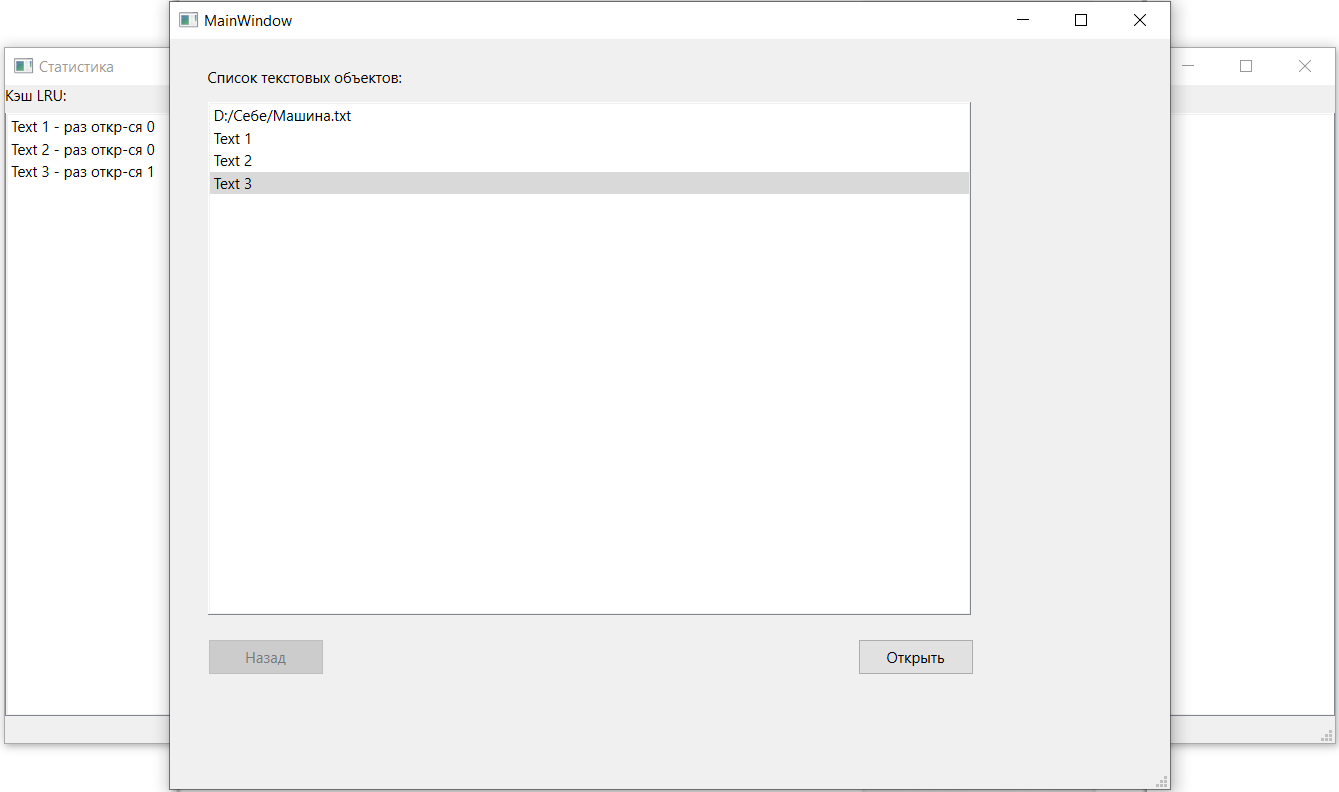 MainWindow
Статистика
Кэш LRU:
Text 1 - раз откр-ся 0
Text 2 - раз откр-ся 0
Text 3 - раз откр-ся 1
Список текстовых объектов:
D:/Себе/Машина.txt
Text 1
Text 2
Text 3
Назад
Открыть